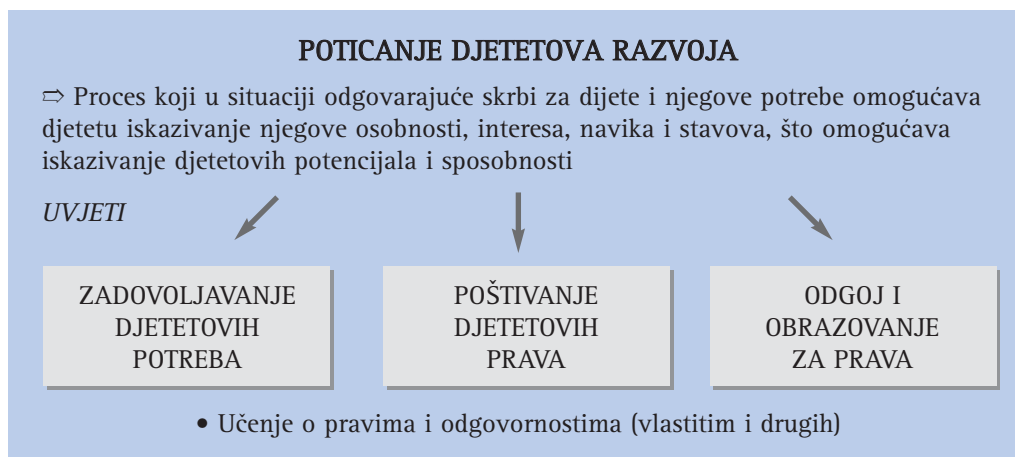 POTICANJE DJETETOVA RAZVOJA
⇨ Proces koji u situaciji odgovarajuće skrbi za dijete i njegove potrebe omogućava
djetetu iskazivanje njegove osobnosti, interesa, navika i stavova, što omogućava
iskazivanje djetetovih potencijala i sposobnosti
UVJETI
ZADOVOLJAVANJE
DJETETOVIH
POTREBA
POŠTIVANJE
DJETETOVIH
PRAVA
ODGOJ I
OBRAZOVANJE
ZA PRAVA
• Učenje o pravima i odgovornostima (vlastitim i drugih)